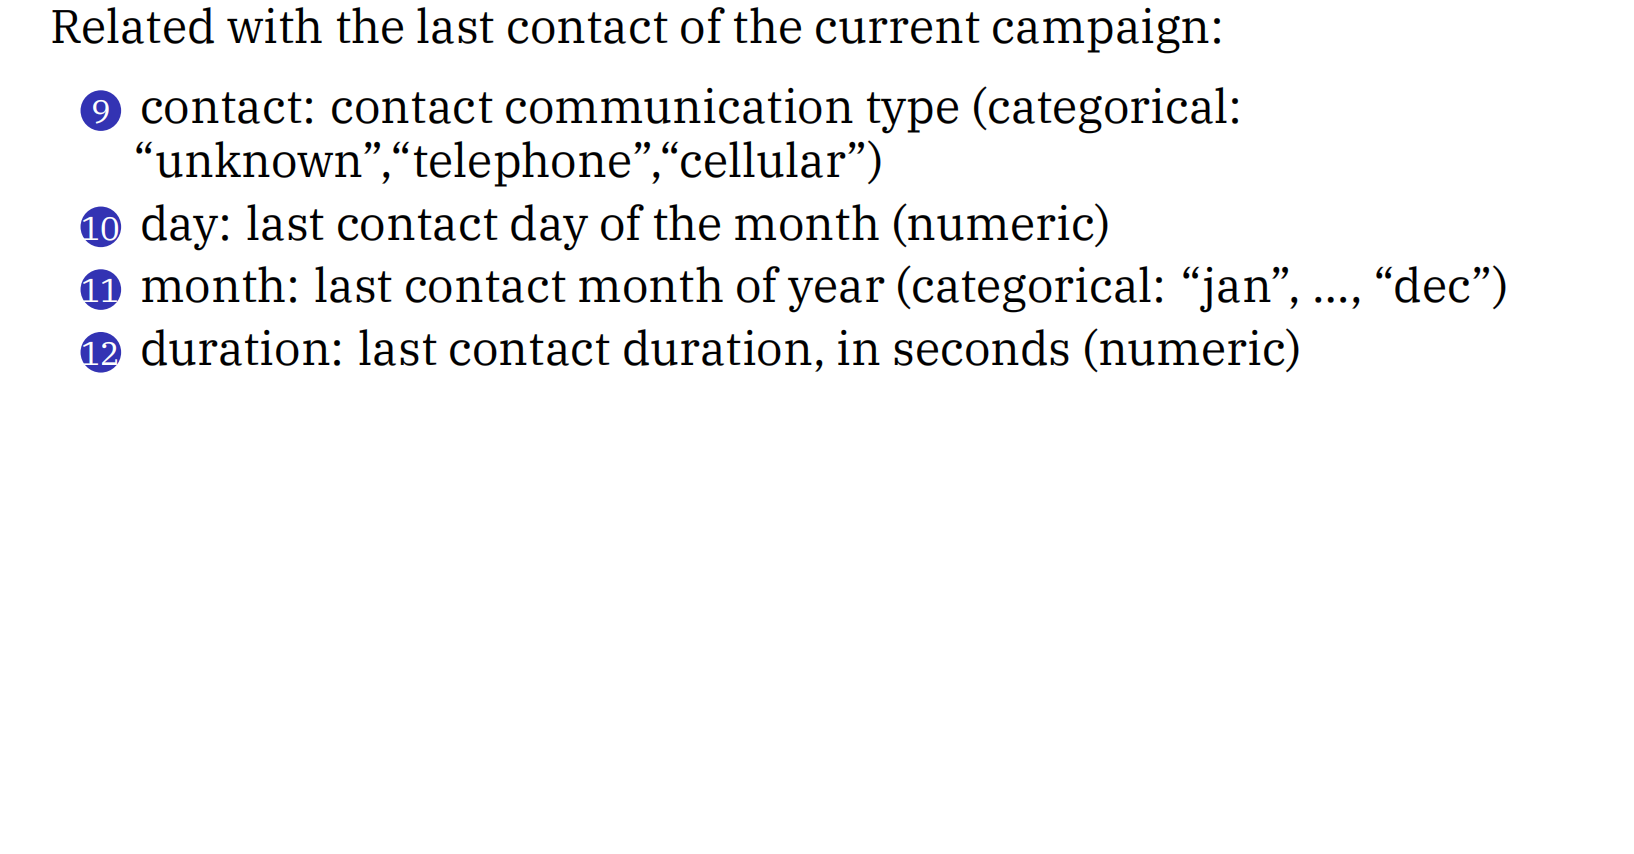 Related with the last contact of the current campaign:
9 contact: contact communication type (categorical:
“unknown”,“telephone”,“cellular”)
10 day: last contact day of the month (numeric)
11 month: last contact month of year (categorical: “jan”, ..., “dec”)
12 duration: last contact duration, in seconds (numeric)